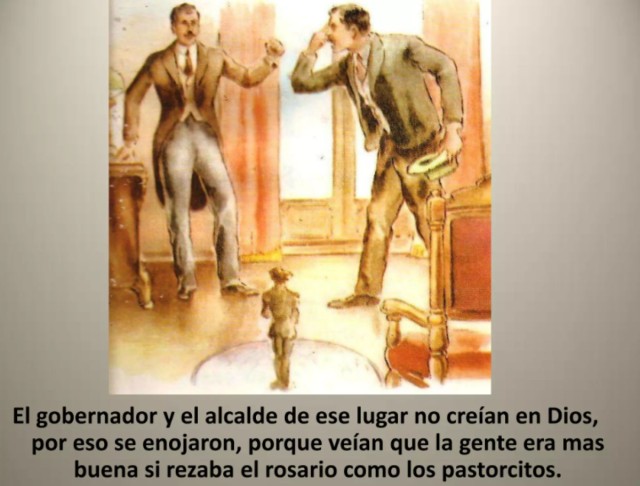 El gobernador y el alcalde de ese lugar no creían en Dios,
por eso se enojaron, porque veían que la gente era mas
buena si rezaba el rosario como los pastorcitos.